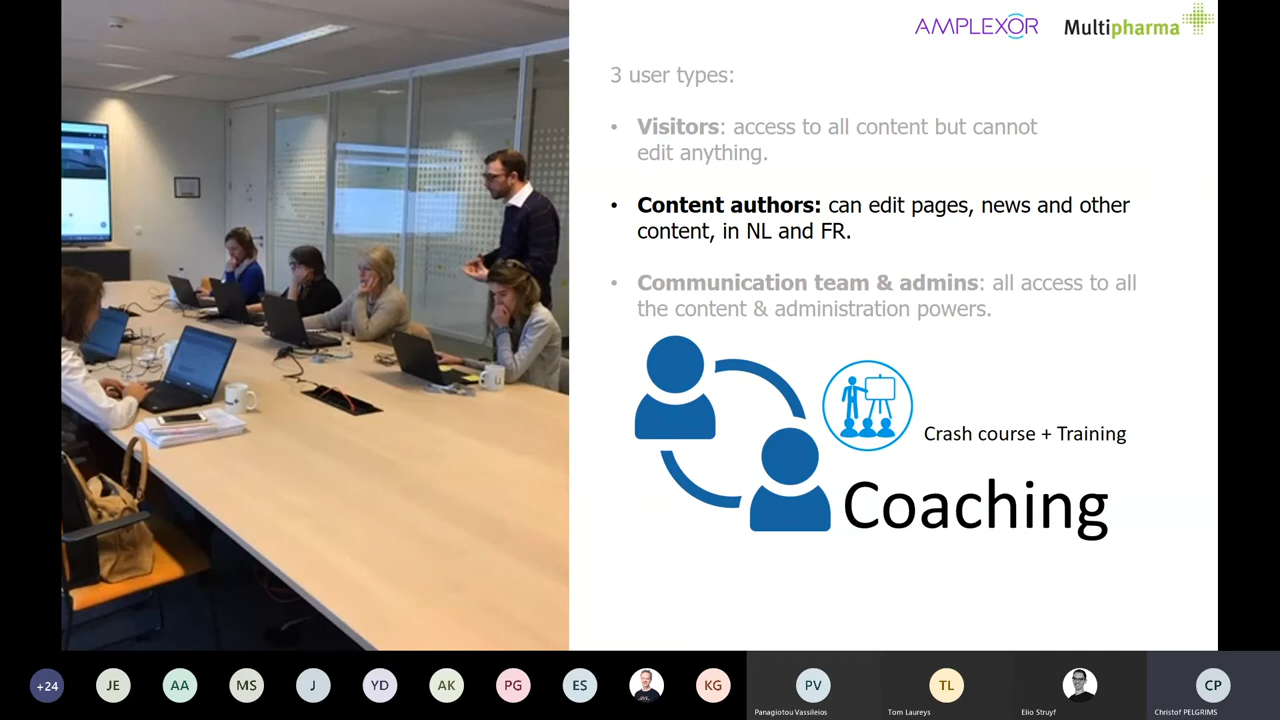 AMPLEXOR Multipharma
3 user types:
• Visitors: access to all content but cannot
edit anything.
• Content authors: can edit pages, news and other
content, in NL and FR.
• Communication team & admins: all access to all
the content & administration powers.
Crash course + Training
Coaching
+24 JE AA MS J YD AK PG ES KG PV TL CP
Panagiotou Vassileios Tom Laureys Elio Struyf Christof PELGRIMS